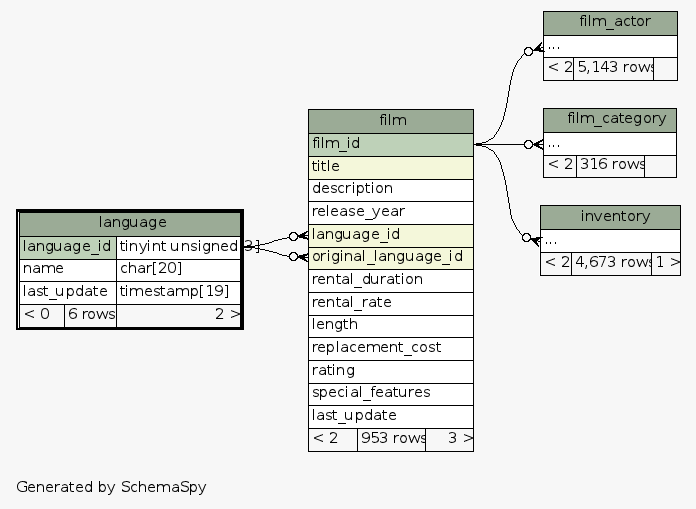 film_actor
...
< 2 5,143 rows
film_category
...
< 2 316 rows
inventory
...
< 2 4,673 rows 1 >
film
film_id
title
description
release_year
language_id
original_language_id
rental_duration
rental_rate
length
replacement_cost
rating
special_features
last_update
< 2 953 rows 3 >
language
language_id tinyint unsigned[3]
name char[20]
last_update timestamp[19]
< 0 6 rows 2 >
Generated by SchemaSpy